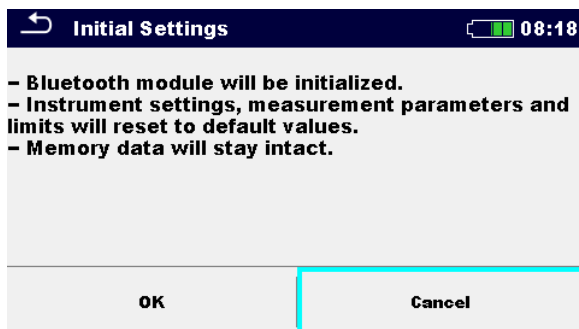 Initial Settings 08:18
– Bluetooth module will be initialized.
– Instrument settings, measurement parameters and
limits will reset to default values.
– Memory data will stay intact.
OK Cancel